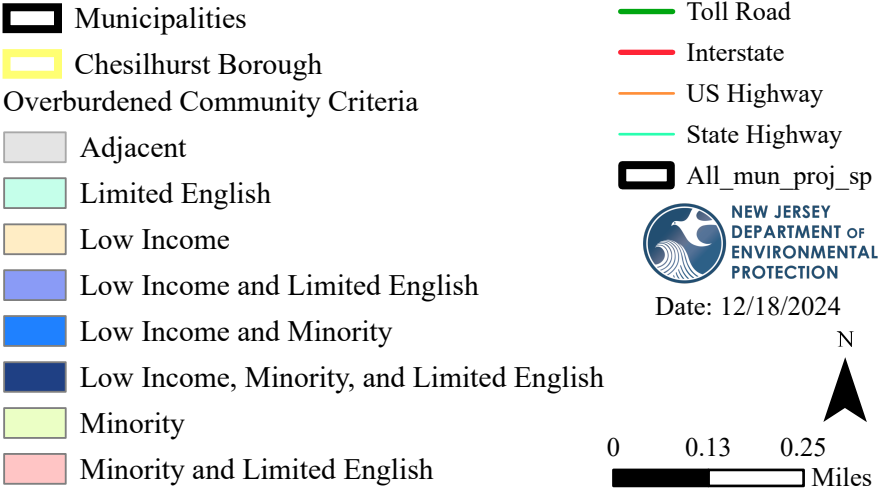 Municipalities
Chesilhurst Borough
Overburdened Community Criteria
Adjacent
Limited English
Low Income
Low Income and Limited English
Low Income and Minority
Low Income, Minority, and Limited English
Minority
Minority and Limited English
Toll Road
Interstate
US Highway
State Highway
All_mun_proj_sp
NEW JERSEY
DEPARTMENT OF
ENVIRONMENTAL
PROTECTION
Date: 12/18/2024
N
0 0.13 0.25
Miles